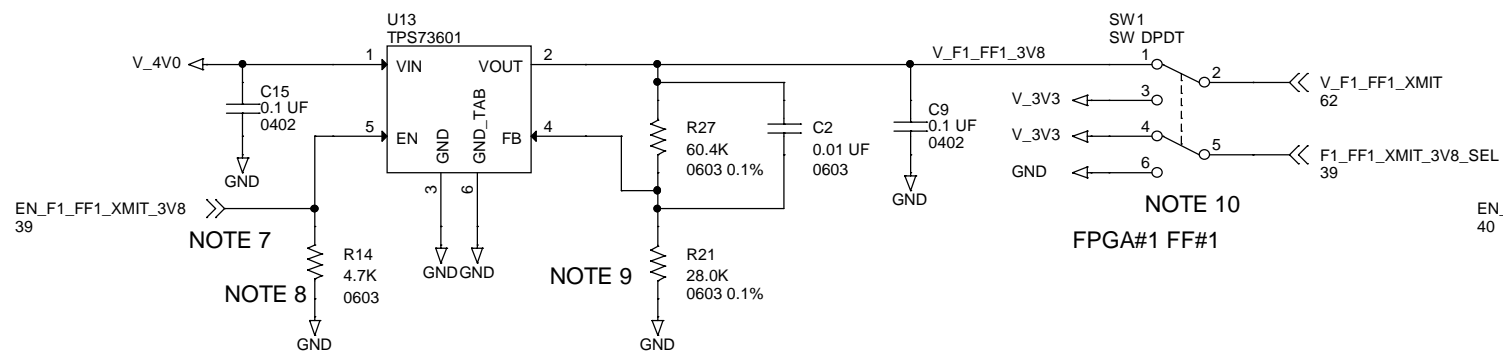 U13
TPS73601
V_4V0
1
VIN
VOUT
2
V_F1_FF1_3V8
SW1
SW DPDT
1
2
V_F1_FF1_XMIT
62
C15
0.1 UF
0402
GND
5
EN
GND
GND_TAB
FB
4
3
6
GND
GND
R27
60.4K
0603 0.1%
C2
0.01 UF
0603
C9
0.1 UF
0402
GND
V_3V3
3
V_3V3
4
5
F1_FF1_XMIT_3V8_SEL
39
GND
6
NOTE 10
FPGA#1 FF#1
EN_F1_FF1_XMIT_3V8
39
NOTE 7
NOTE 8
R14
4.7K
0603
GND
NOTE 9
R21
28.0K
0603 0.1%
GND
EN_
40